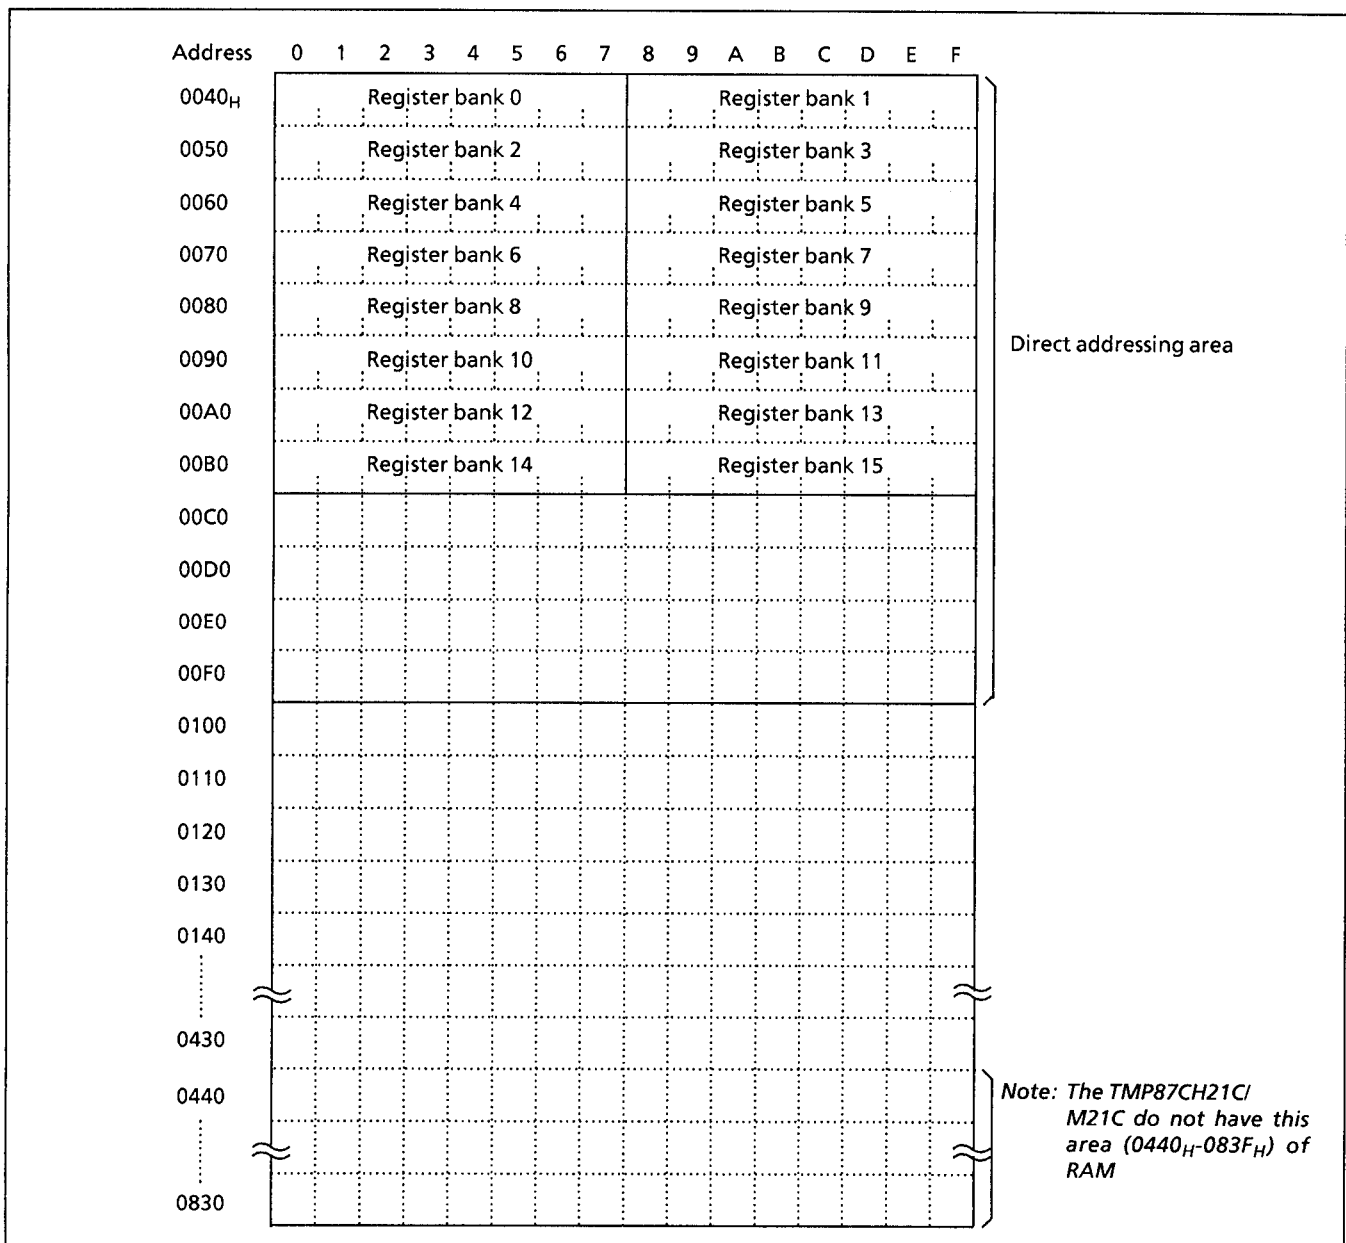 Address 0 1 2 3 4 5 6 7 8 9 A B C D E F
0040H Register bank 0 Register bank 1
0050 Register bank 2 Register bank 3
0060 Register bank 4 Register bank 5
0070 Register bank 6 Register bank 7
0080 Register bank 8 Register bank 9
Direct addressing area
0090 Register bank 10 Register bank 11
00A0 Register bank 12 Register bank 13
00B0 Register bank 14 Register bank 15
00C0
00D0
00E0
00F0
0100
0110
0120
0130
0140
0430
0440
Note: The TMP87CH21C/
M21C do not have this
area (0440H-083FH) of
RAM
0830